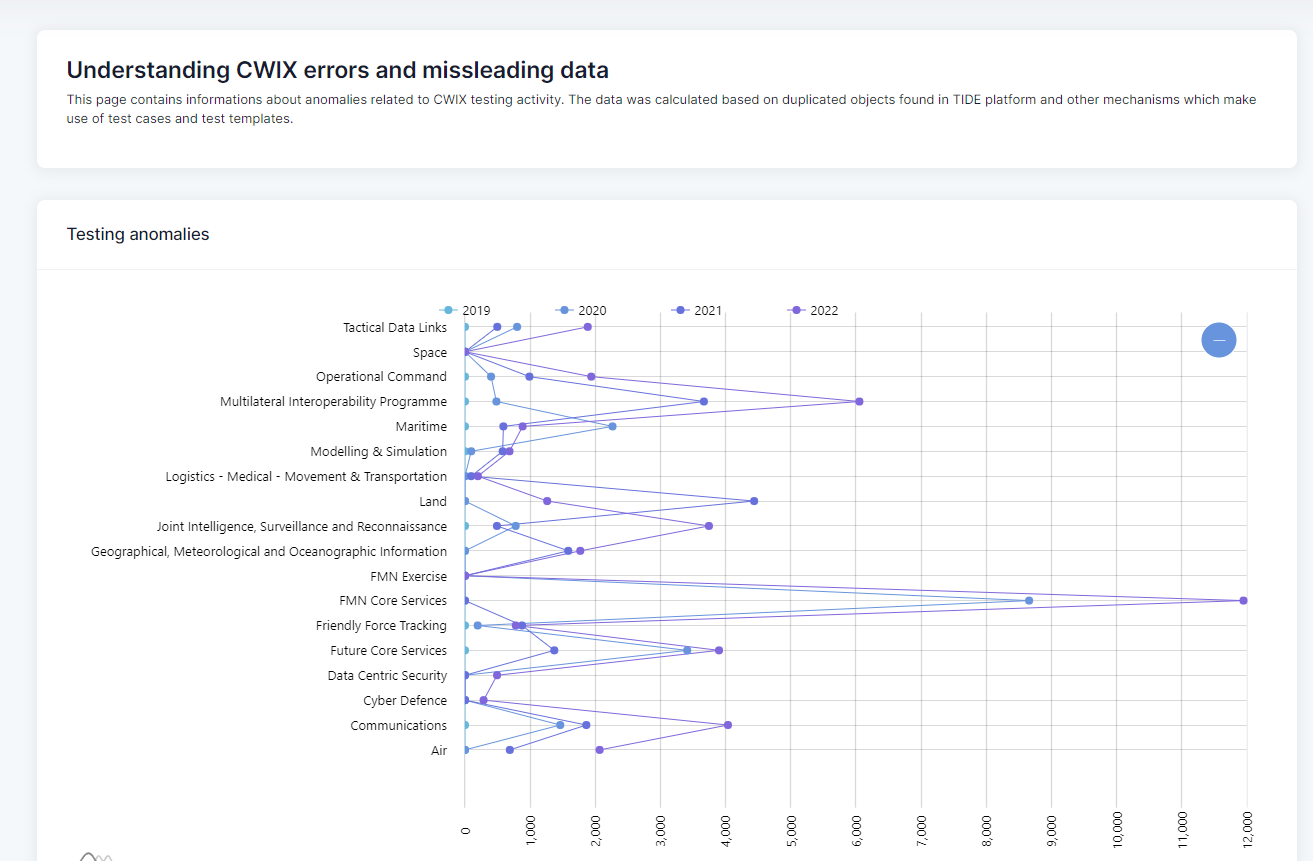 Understanding CWIX errors and missleading data
This page contains informations about anomalies related to CWIX testing activity. The data was calculated based on duplicated objects found in TIDE platform and other mechanisms which make
use of test cases and test templates.
Testing anomalies
2019 2020 2021 2022
Tactical Data Links
Space
Operational Command
Multilateral Interoperability Programme
Maritime
Modelling & Simulation
Logistics - Medical - Movement & Transportation
Land
Joint Intelligence, Surveillance and Reconnaissance
Geographical, Meteorological and Oceanographic Information
FMN Exercise
FMN Core Services
Friendly Force Tracking
Future Core Services
Data Centric Security
Cyber Defence
Communications
Air
0 1,000 2,000 3,000 4,000 5,000 6,000 7,000 8,000 9,000 10,000 11,000 12,000